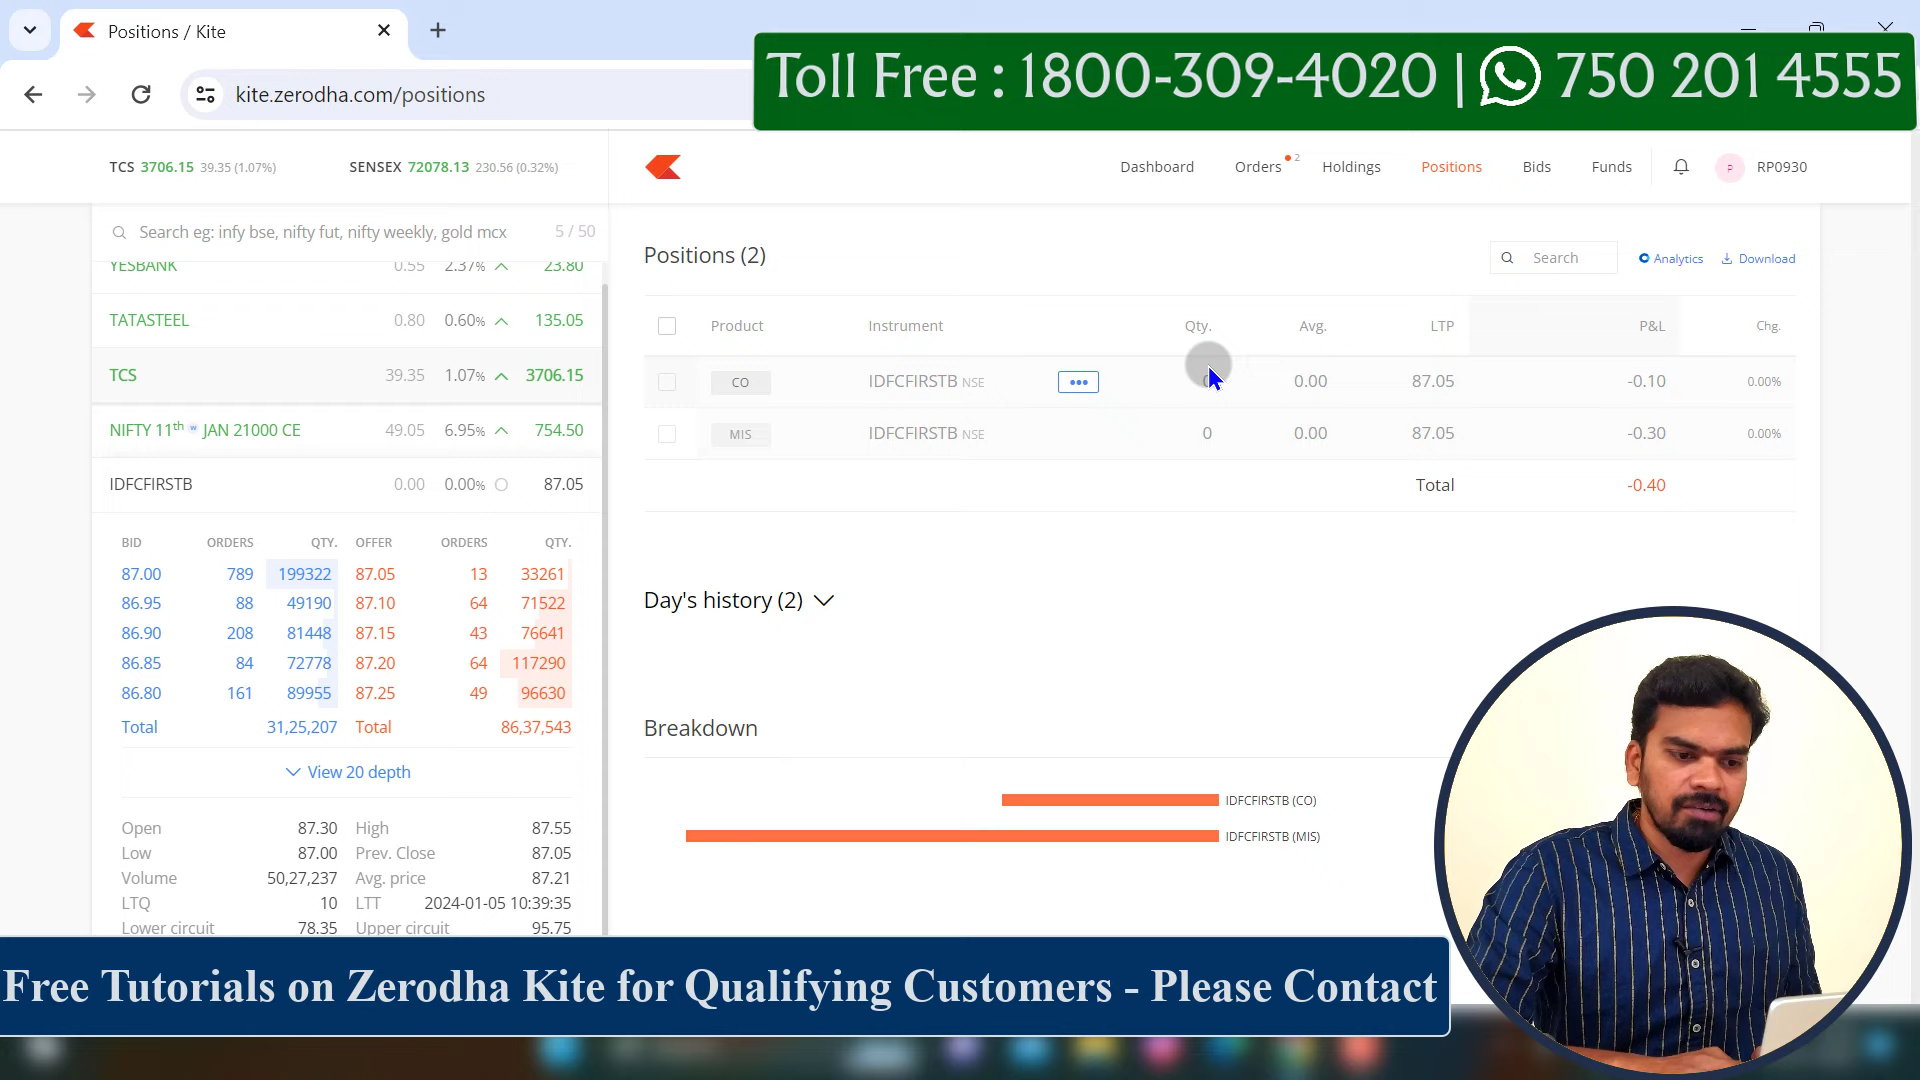 Positions / Kite
kite.zerodha.com/positions
Toll Free : 1800-309-4020 | 750 201 4555
TCS 3706.15 39.35 (1.07%) SENSEX 72078.13 230.56 (0.32%)
Dashboard Orders 2 Holdings Positions Bids Funds P RP0930
Search eg: infy bse, nifty fut, nifty weekly, gold mcx 5 / 50
YESBANK 0.55 2.37% 23.80
TATASTEEL 0.80 0.60% 135.05
TCS 39.35 1.07% 3706.15
NIFTY 11th w JAN 21000 CE 49.05 6.95% 754.50
IDFCFIRSTB 0.00 0.00% 87.05
BID ORDERS QTY. OFFER ORDERS QTY.
87.00 789 199322 87.05 13 33261
86.95 88 49190 87.10 64 71522
86.90 208 81448 87.15 43 76641
86.85 84 72778 87.20 64 117290
86.80 161 89955 87.25 49 96630
Total 31,25,207 Total 86,37,543
View 20 depth
Open 87.30 High 87.55
Low 87.00 Prev. Close 87.05
Volume 50,27,237 Avg. price 87.21
LTQ 10 LTT 2024-01-05 10:39:35
Lower circuit 78.35 Upper circuit 95.75
Positions (2) Search Analytics Download
Product Instrument Qty. Avg. LTP P&L Chg.
CO IDFCFIRSTB NSE ••• 0 0.00 87.05 -0.10 0.00%
MIS IDFCFIRSTB NSE 0 0.00 87.05 -0.30 0.00%
Total -0.40
Day's history (2)
Breakdown
IDFCFIRSTB (CO)
IDFCFIRSTB (MIS)
Free Tutorials on Zerodha Kite for Qualifying Customers - Please Contact